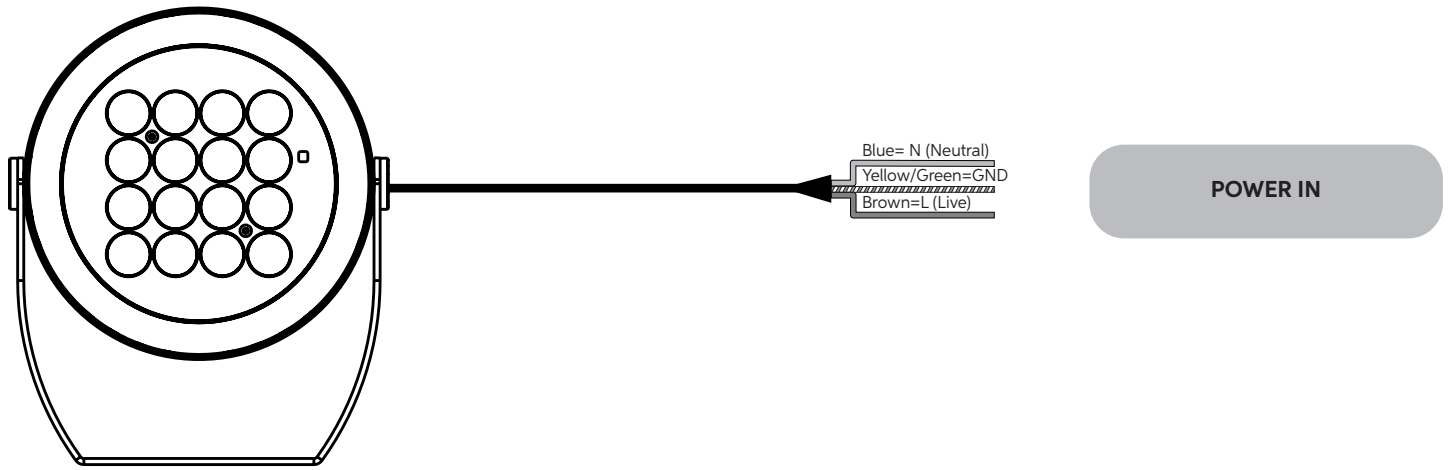 Blue= N (Neutral)
Yellow/Green=GND
Brown=L (Live)
POWER IN